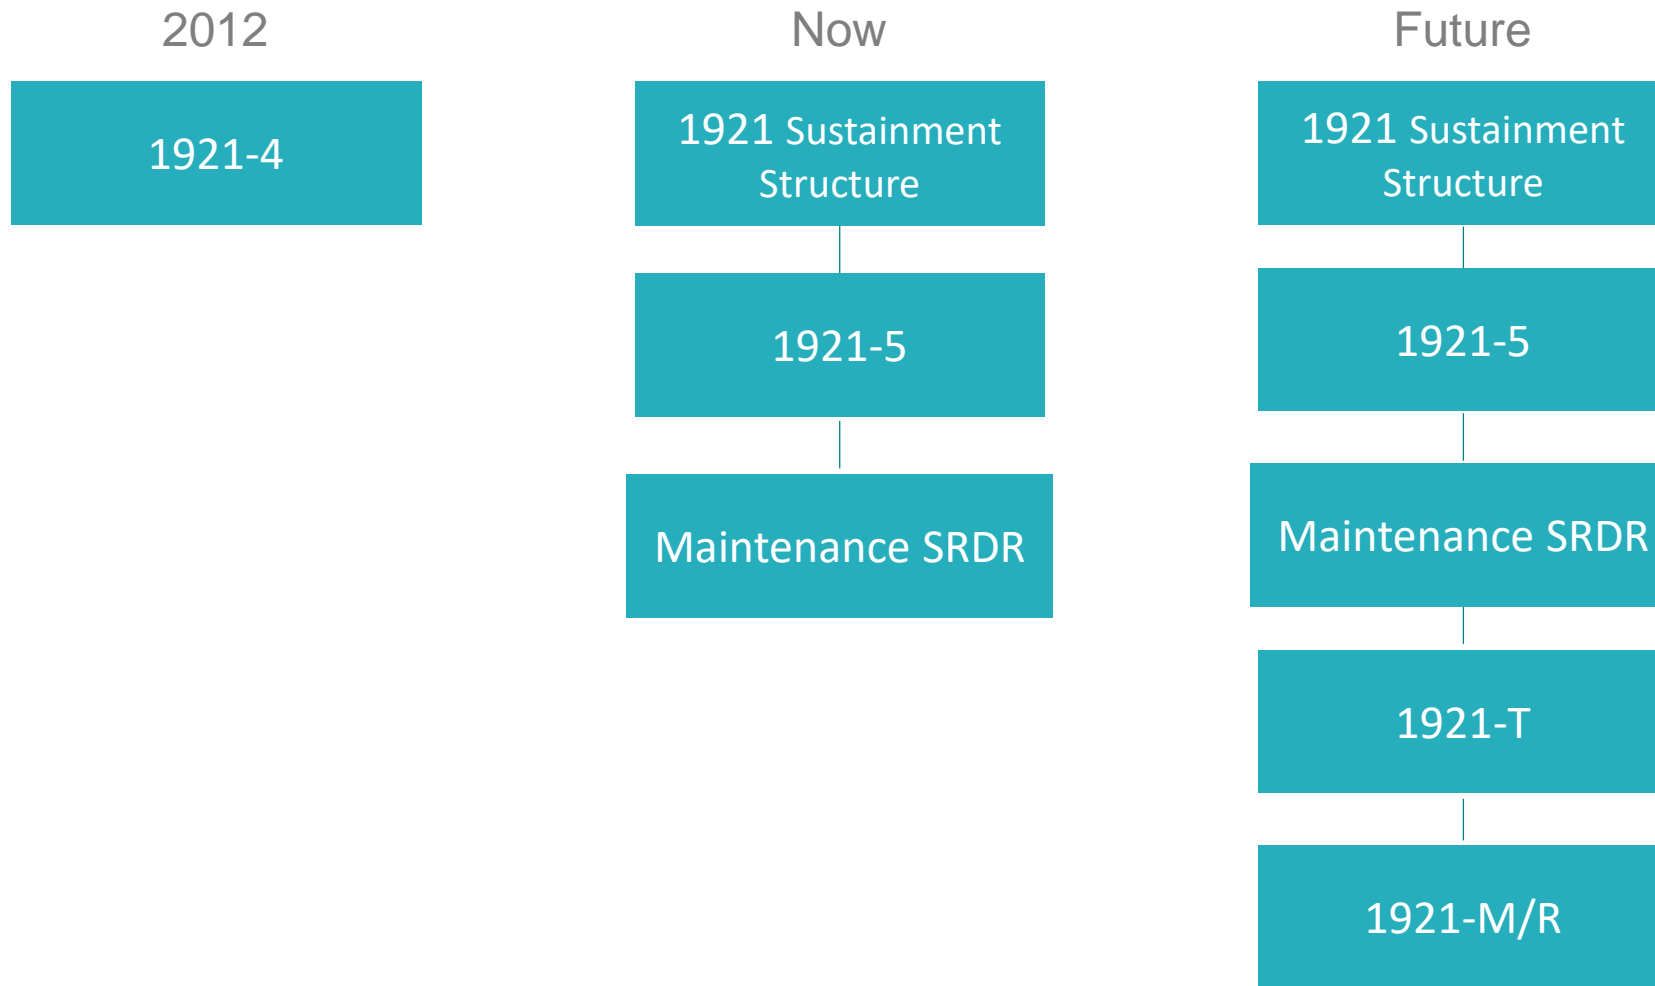 2012
1921-4
Now
1921 Sustainment
Structure
1921-5
Maintenance SRDR
Future
1921 Sustainment
Structure
1921-5
Maintenance SRDR
1921-T
1921-M/R